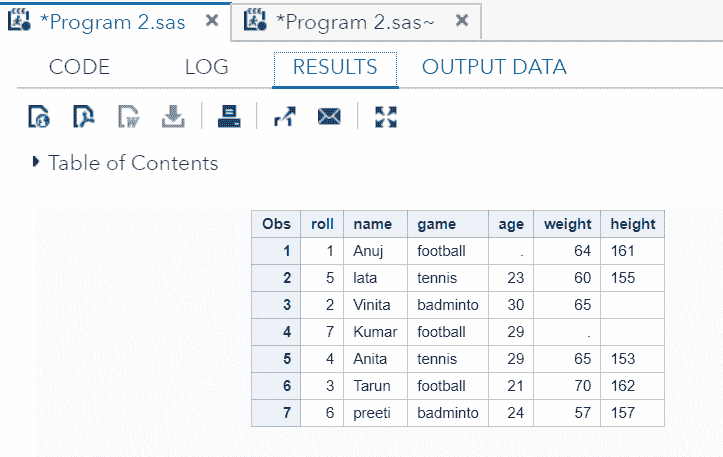 *Program 2.sas × *Program 2.sas~ ×
CODE LOG RESULTS OUTPUT DATA
Table of Contents
Obs roll name game age weight height
1 1 Anuj football . 64 161
2 5 lata tennis 23 60 155
3 2 Vinita badminto 30 65
4 7 Kumar football 29 .
5 4 Anita tennis 29 65 153
6 3 Tarun football 21 70 162
7 6 preeti badminto 24 57 157